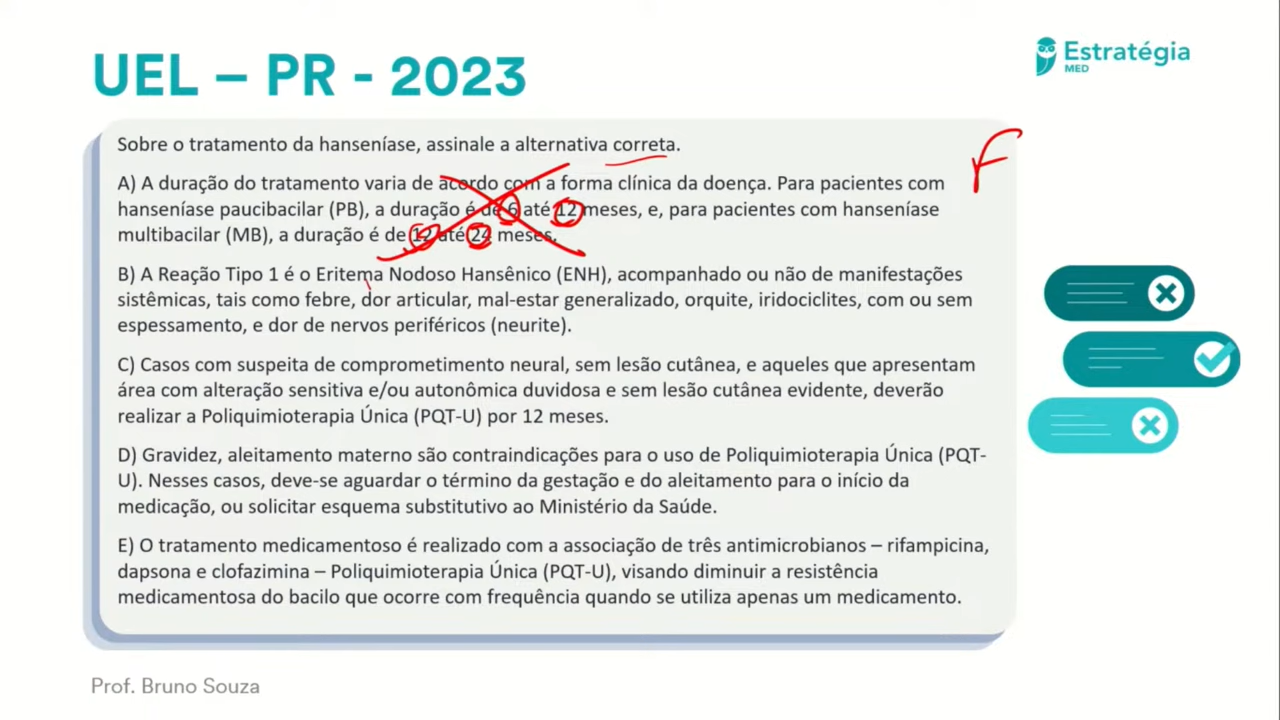 UEL – PR - 2023
Estratégia
MED
Sobre o tratamento da hanseníase, assinale a alternativa correta.
A) A duração do tratamento varia de acordo com a forma clínica da doença. Para pacientes com
hanseníase paucibacilar (PB), a duração é de 6 até 12 meses, e, para pacientes com hanseníase
multibacilar (MB), a duração é de 12 até 24 meses.
B) A Reação Tipo 1 é o Eritema Nodoso Hansênico (ENH), acompanhado ou não de manifestações
sistêmicas, tais como febre, dor articular, mal-estar generalizado, orquite, iridociclites, com ou sem
espessamento, e dor de nervos periféricos (neurite).
C) Casos com suspeita de comprometimento neural, sem lesão cutânea, e aqueles que apresentam
área com alteração sensitiva e/ou autonômica duvidosa e sem lesão cutânea evidente, deverão
realizar a Poliquimioterapia Única (PQT-U) por 12 meses.
D) Gravidez, aleitamento materno são contraindicações para o uso de Poliquimioterapia Única (PQT-
U). Nesses casos, deve-se aguardar o término da gestação e do aleitamento para o início da
medicação, ou solicitar esquema substitutivo ao Ministério da Saúde.
E) O tratamento medicamentoso é realizado com a associação de três antimicrobianos – rifampicina,
dapsona e clofazimina – Poliquimioterapia Única (PQT-U), visando diminuir a resistência
medicamentosa do bacilo que ocorre com frequência quando se utiliza apenas um medicamento.
Prof. Bruno Souza